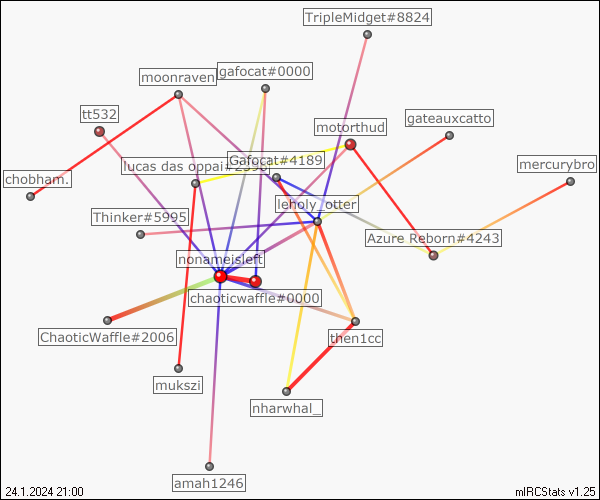 TripleMidget#8824
moonraven
gafocat#0000
tt532
motorthud
gateauxcatto
lucas das oppai#2398
Gafocat#4189
mercurybro
chobham.
leholy_otter
Thinker#5995
Azure Reborn#4243
nonameisleft
chaoticwaffle#0000
ChaoticWaffle#2006
then1cc
mukszi
nharwhal_
amah1246
24.1.2024 21:00
mIRCStats v1.25